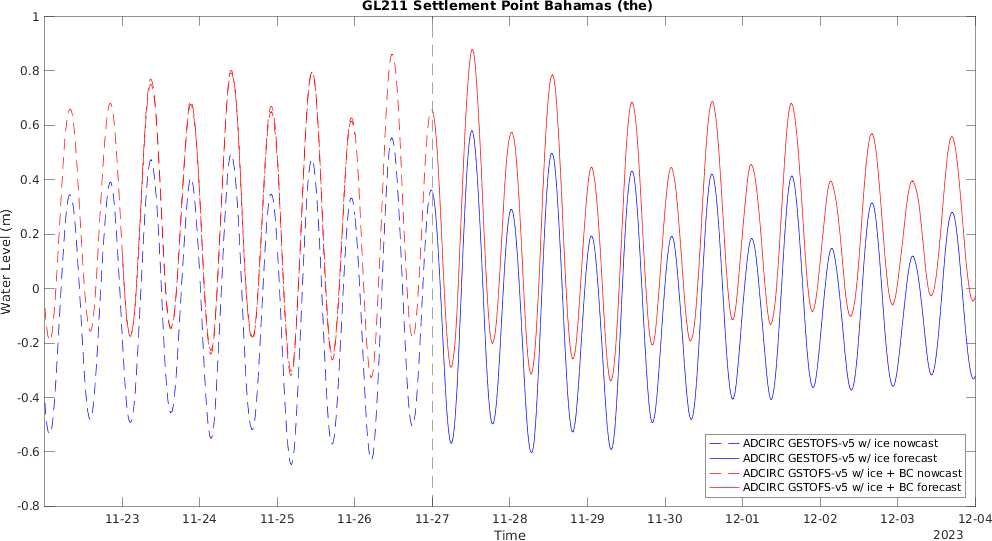 GL211 Settlement Point Bahamas (the)
1
0.8
0.6
0.4
0.2
0
-0.2
-0.4
-0.6
-0.8
Water Level (m)
ADCIRC GESTOFS-v5 w/ ice nowcast
ADCIRC GESTOFS-v5 w/ ice forecast
ADCIRC GSTOFS-v5 w/ ice + BC nowcast
ADCIRC GSTOFS-v5 w/ ice + BC forecast
11-23 11-24 11-25 11-26 11-27 11-28 11-29 11-30 12-01 12-02 12-03 12-04
Time
2023